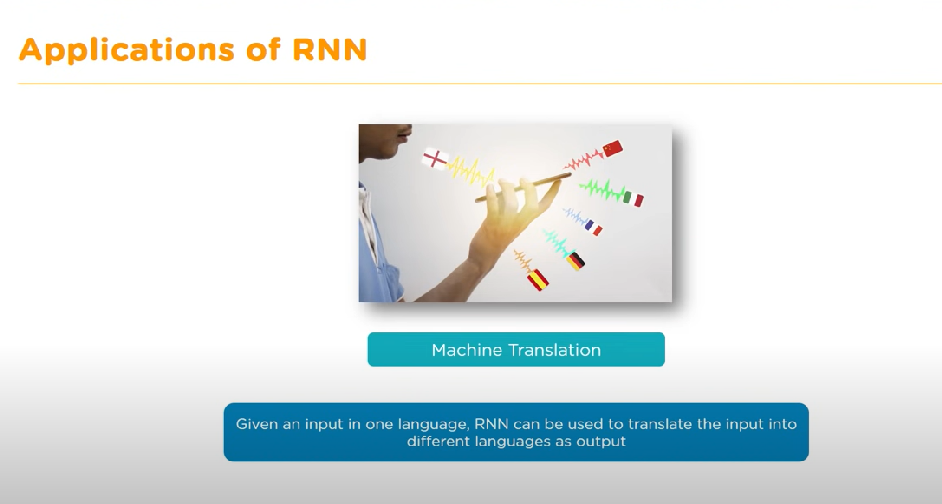 Applications of RNN
Machine Translation
Given an input in one language, RNN can be used to translate the input into
different languages as output